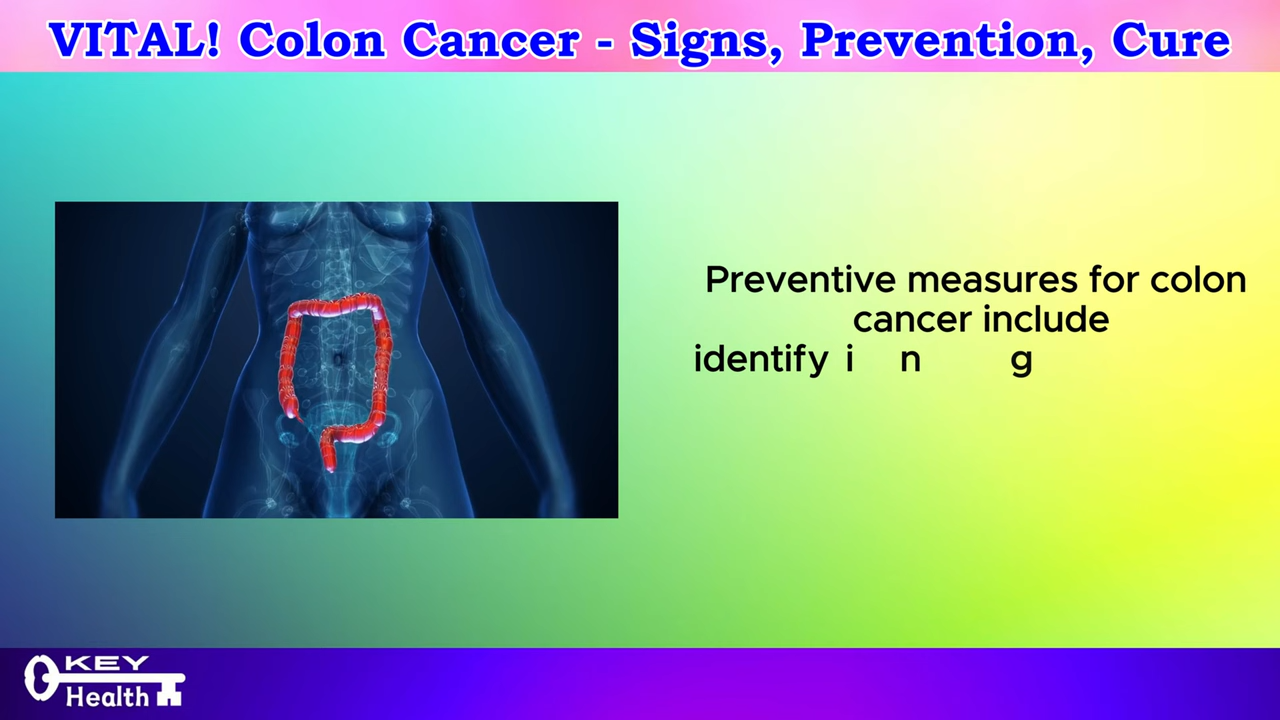 VITAL! Colon Cancer - Signs, Prevention, Cure
Preventive measures for colon
cancer include
identify i n g
KEY
Health